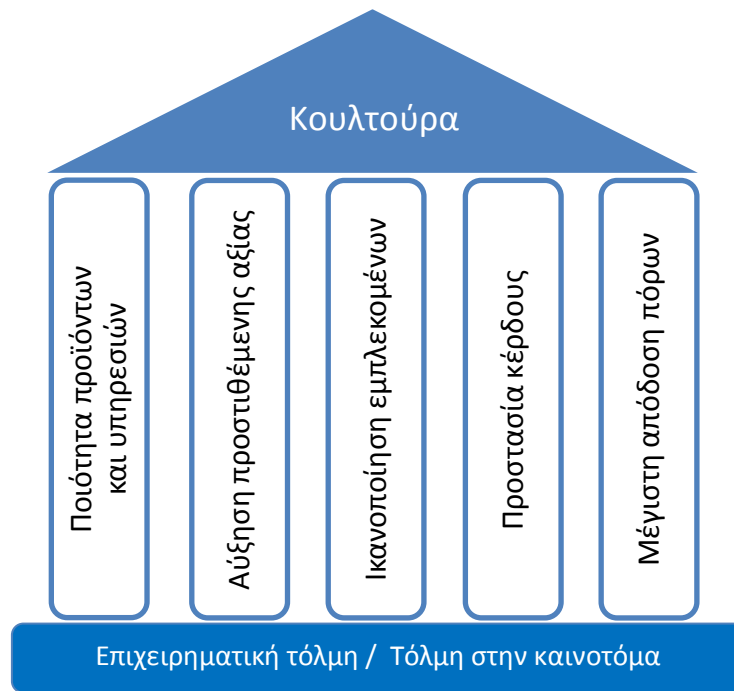 Κουλτούρα
Ποιότητα προϊόντων
και υπηρεσιών
Αύξηση προστιθέμενης αξίας
Ικανοποίηση εμπλεκομένων
Προστασία κέρδους
Μέγιστη απόδοση πόρων
Επιχειρηματική τόλμη / Τόλμη στην καινοτόμα